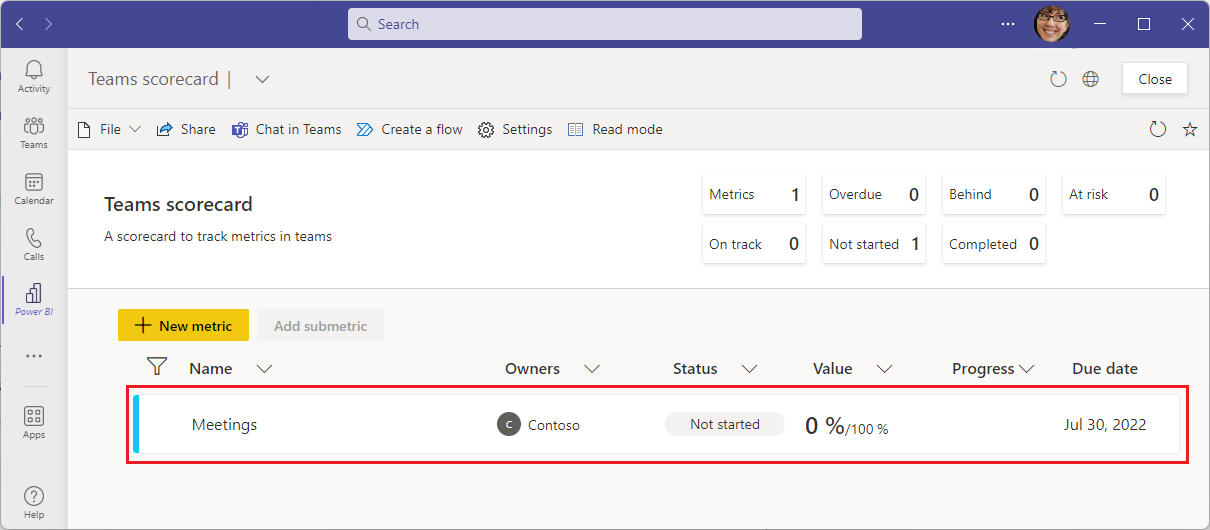 Search
Activity
Teams
Calendar
Calls
Power BI
Apps
Help
Teams scorecard |
Close
File Share Chat in Teams Create a flow Settings Read mode
Teams scorecard
A scorecard to track metrics in teams
Metrics 1 Overdue 0 Behind 0 At risk 0
On track 0 Not started 1 Completed 0
New metric Add submetric
Name Owners Status Value Progress Due date
Meetings C Contoso Not started 0 %/100 % Jul 30, 2022